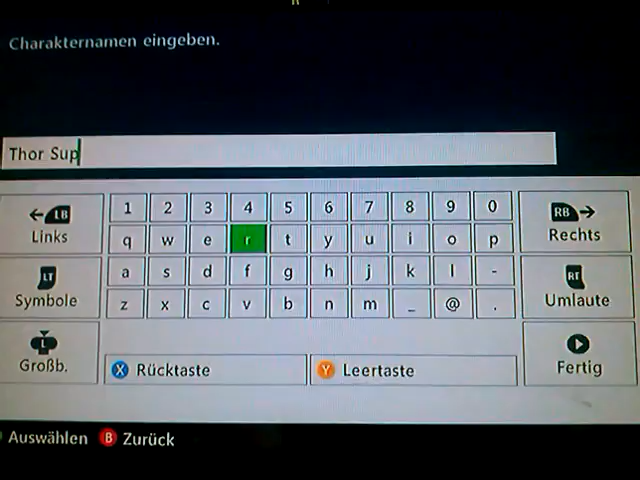 Charakternamen eingeben.
Thor Sup
LB
Links
1 2 3 4 5 6 7 8 9 0
RB
Rechts
q w e r t y u i o p
LT
Symbole
a s d f g h j k l -
RT
Umlaute
z x c v b n m _ @ .
L
Großb.
X Rücktaste
Y Leertaste
Fertig
Auswählen B Zurück